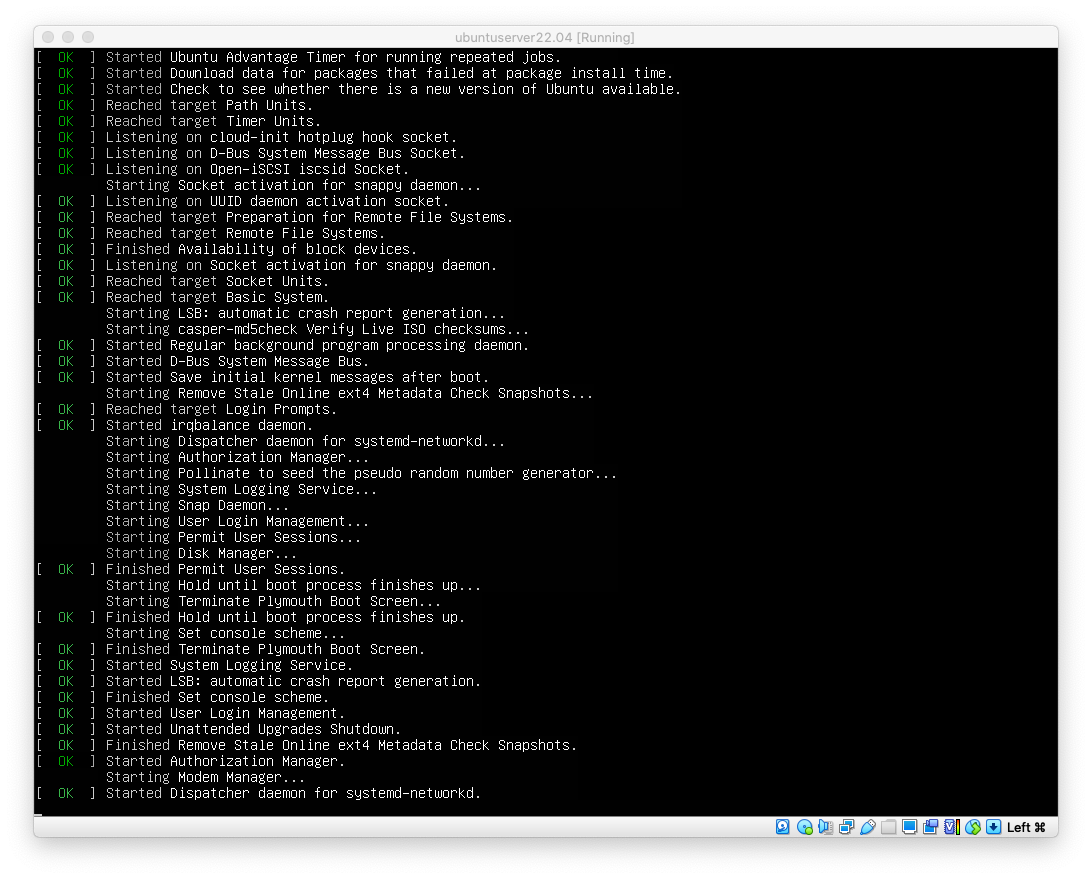 ubuntuserver22.04 [Running]
[  OK  ] Started Ubuntu Advantage Timer for running repeated jobs.
[  OK  ] Started Download data for packages that failed at package install time.
[  OK  ] Started Check to see whether there is a new version of Ubuntu available.
[  OK  ] Reached target Path Units.
[  OK  ] Reached target Timer Units.
[  OK  ] Listening on cloud-init hotplug hook socket.
[  OK  ] Listening on D-Bus System Message Bus Socket.
[  OK  ] Listening on Open-iSCSI iscsid Socket.
Starting Socket activation for snappy daemon...
[  OK  ] Listening on UUID daemon activation socket.
[  OK  ] Reached target Preparation for Remote File Systems.
[  OK  ] Reached target Remote File Systems.
[  OK  ] Finished Availability of block devices.
[  OK  ] Listening on Socket activation for snappy daemon.
[  OK  ] Reached target Socket Units.
[  OK  ] Reached target Basic System.
Starting LSB: automatic crash report generation...
Starting casper-md5check Verify Live ISO checksums...
[  OK  ] Started Regular background program processing daemon.
[  OK  ] Started D-Bus System Message Bus.
[  OK  ] Started Save initial kernel messages after boot.
Starting Remove Stale Online ext4 Metadata Check Snapshots...
[  OK  ] Reached target Login Prompts.
[  OK  ] Started irqbalance daemon.
Starting Dispatcher daemon for systemd-networkd...
Starting Authorization Manager...
Starting Pollinate to seed the pseudo random number generator...
Starting System Logging Service...
Starting Snap Daemon...
Starting User Login Management...
Starting Permit User Sessions...
Starting Disk Manager...
[  OK  ] Finished Permit User Sessions.
Starting Hold until boot process finishes up...
Starting Terminate Plymouth Boot Screen...
[  OK  ] Finished Hold until boot process finishes up.
Starting Set console scheme...
[  OK  ] Finished Terminate Plymouth Boot Screen.
[  OK  ] Started System Logging Service.
[  OK  ] Started LSB: automatic crash report generation.
[  OK  ] Finished Set console scheme.
[  OK  ] Started User Login Management.
[  OK  ] Started Unattended Upgrades Shutdown.
[  OK  ] Finished Remove Stale Online ext4 Metadata Check Snapshots.
[  OK  ] Started Authorization Manager.
Starting Modem Manager...
[  OK  ] Started Dispatcher daemon for systemd-networkd.
Left ⌘